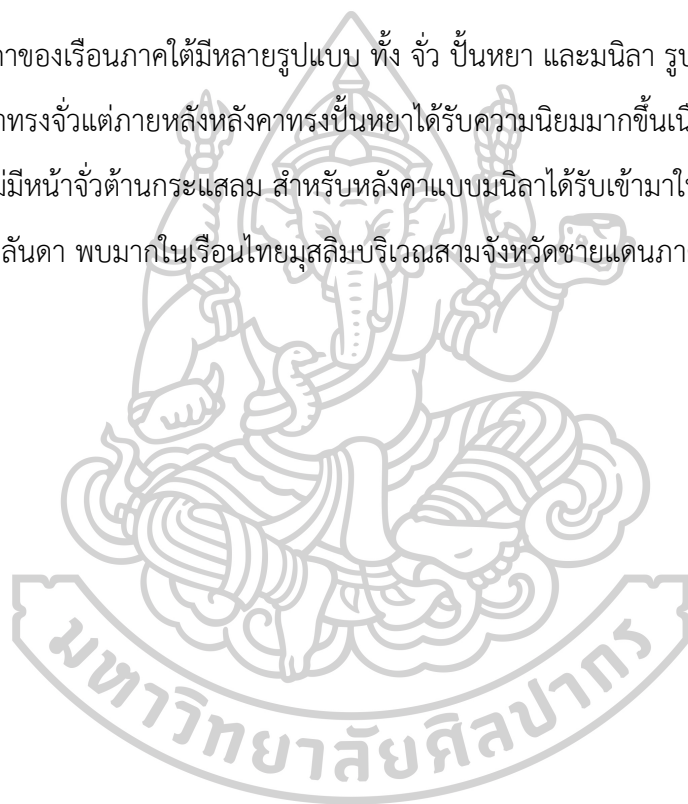 าของเรือนภาคใต้มีหลายรูปแบบ ทั้ง จั่ว ปั้นหยา และมนิลา รูป
าทรงจั่วแต่ภายหลังหลังคาทรงปั้นหยาได้รับความนิยมมากขึ้นเนื
ม่มีหน้าจั่วต้านกระแสลม สำหรับหลังคาแบบมนิลาได้รับเข้ามาใน
ลันดา พบมากในเรือนไทยมุสลิมบริเวณสามจังหวัดชายแดนภา
มหาวิทยาลัยศิลปากร